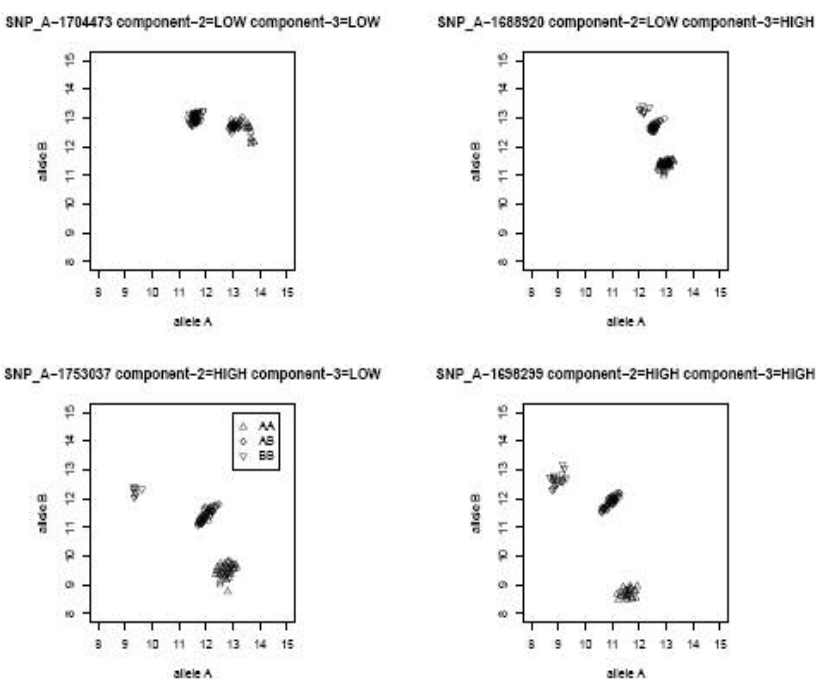 SNP_A-1704473 component-2=LOW component-3=LOW
SNP_A-1688920 component-2=LOW component-3=HIGH
allele B
15
14
13
12
11
10
9
8
8 9 10 11 12 13 14 15
allele A
allele B
15
14
13
12
11
10
9
8
8 9 10 11 12 13 14 15
allele A
SNP_A-1753037 component-2=HIGH component-3=LOW
SNP_A-1698299 component-2=HIGH component-3=HIGH
allele B
15
14
13
12
11
10
9
8
AA
AB
BB
8 9 10 11 12 13 14 15
allele A
allele B
15
14
13
12
11
10
9
8
8 9 10 11 12 13 14 15
allele A